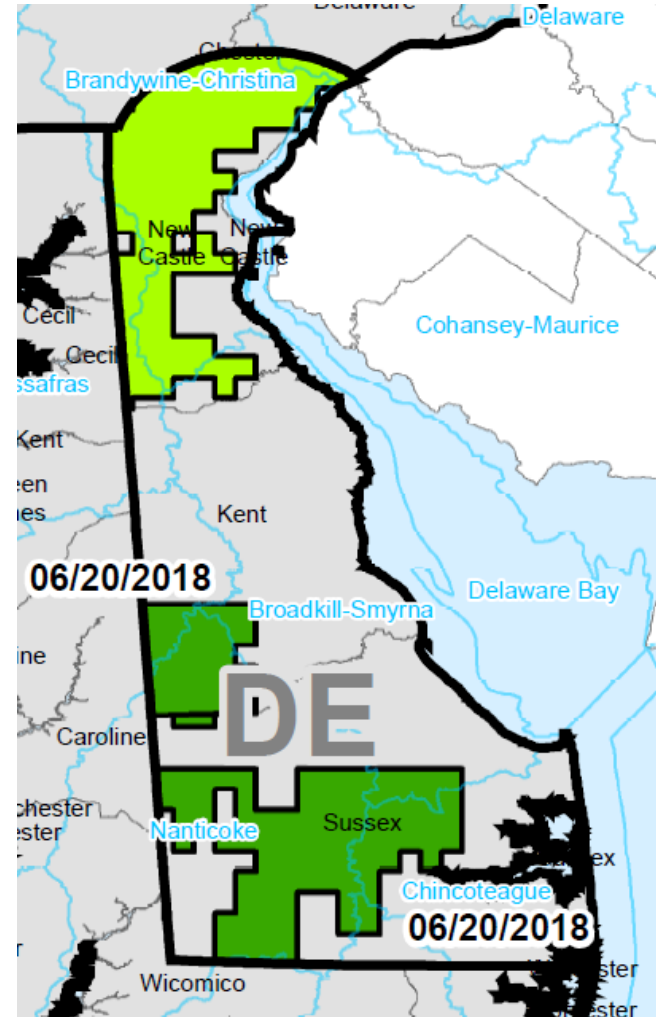 Delaware
Delaware
Chester
Brandywine-Christina
New
Castle
New
Castle
Cecil
Cecil
ssafras
Cohansey-Maurice
Kent
een
nes
Kent
06/20/2018
Delaware Bay
Broadkill-Smyrna
ine
DE
Caroline
chester
ester
Nanticoke
Sussex
ex
Chincoteague
06/20/2018
r
Wicomico
ster
ester